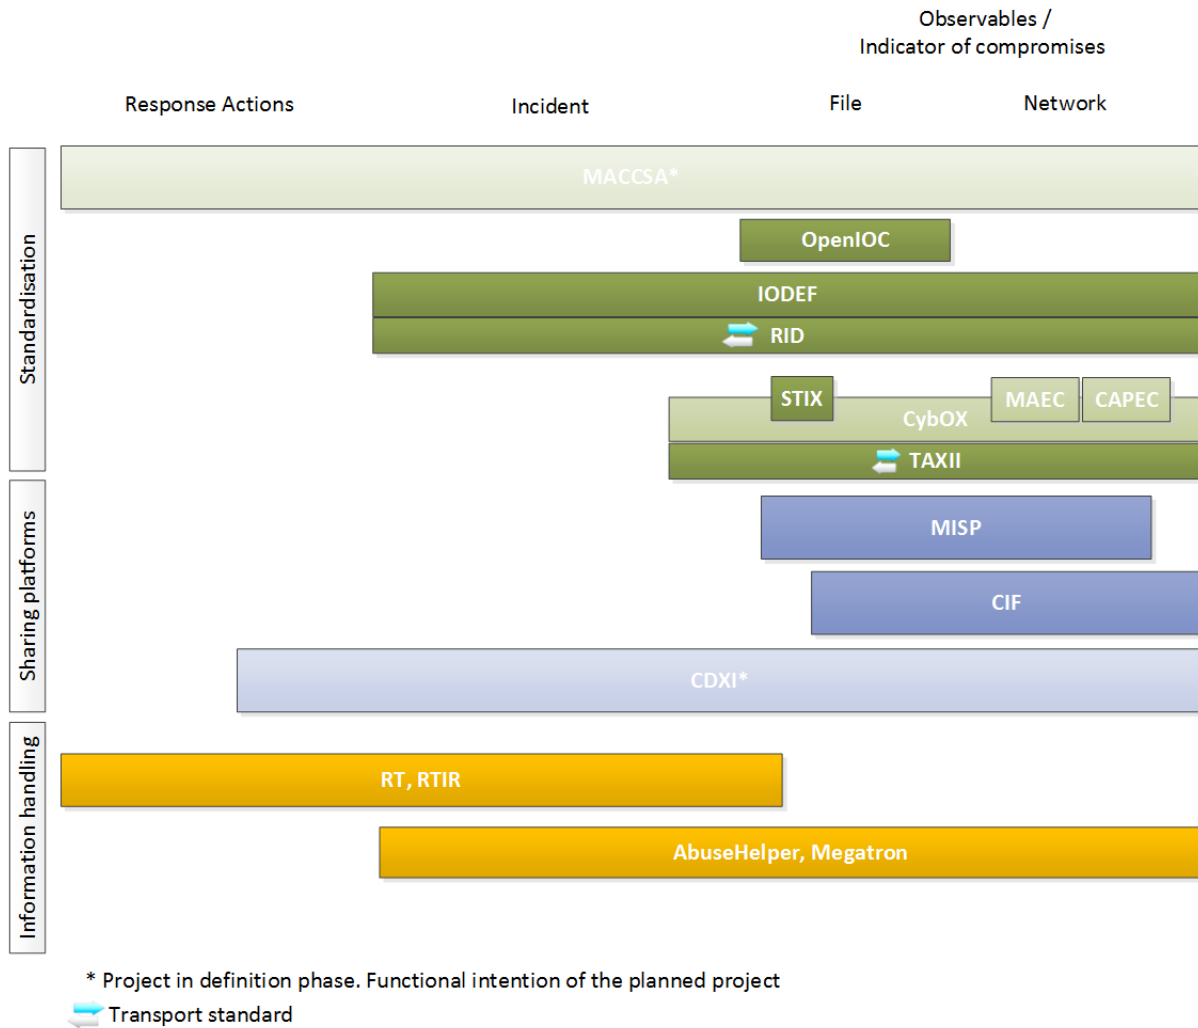 Observables /
Indicator of compromises
Response Actions
Incident
File
Network
Standardisation
MACCSA*
OpenIOC
IODEF
RID
STIX
MAEC
CAPEC
CybOX
TAXII
Sharing platforms
MISP
CIF
CDXI*
Information handling
RT, RTIR
AbuseHelper, Megatron
* Project in definition phase. Functional intention of the planned project
Transport standard